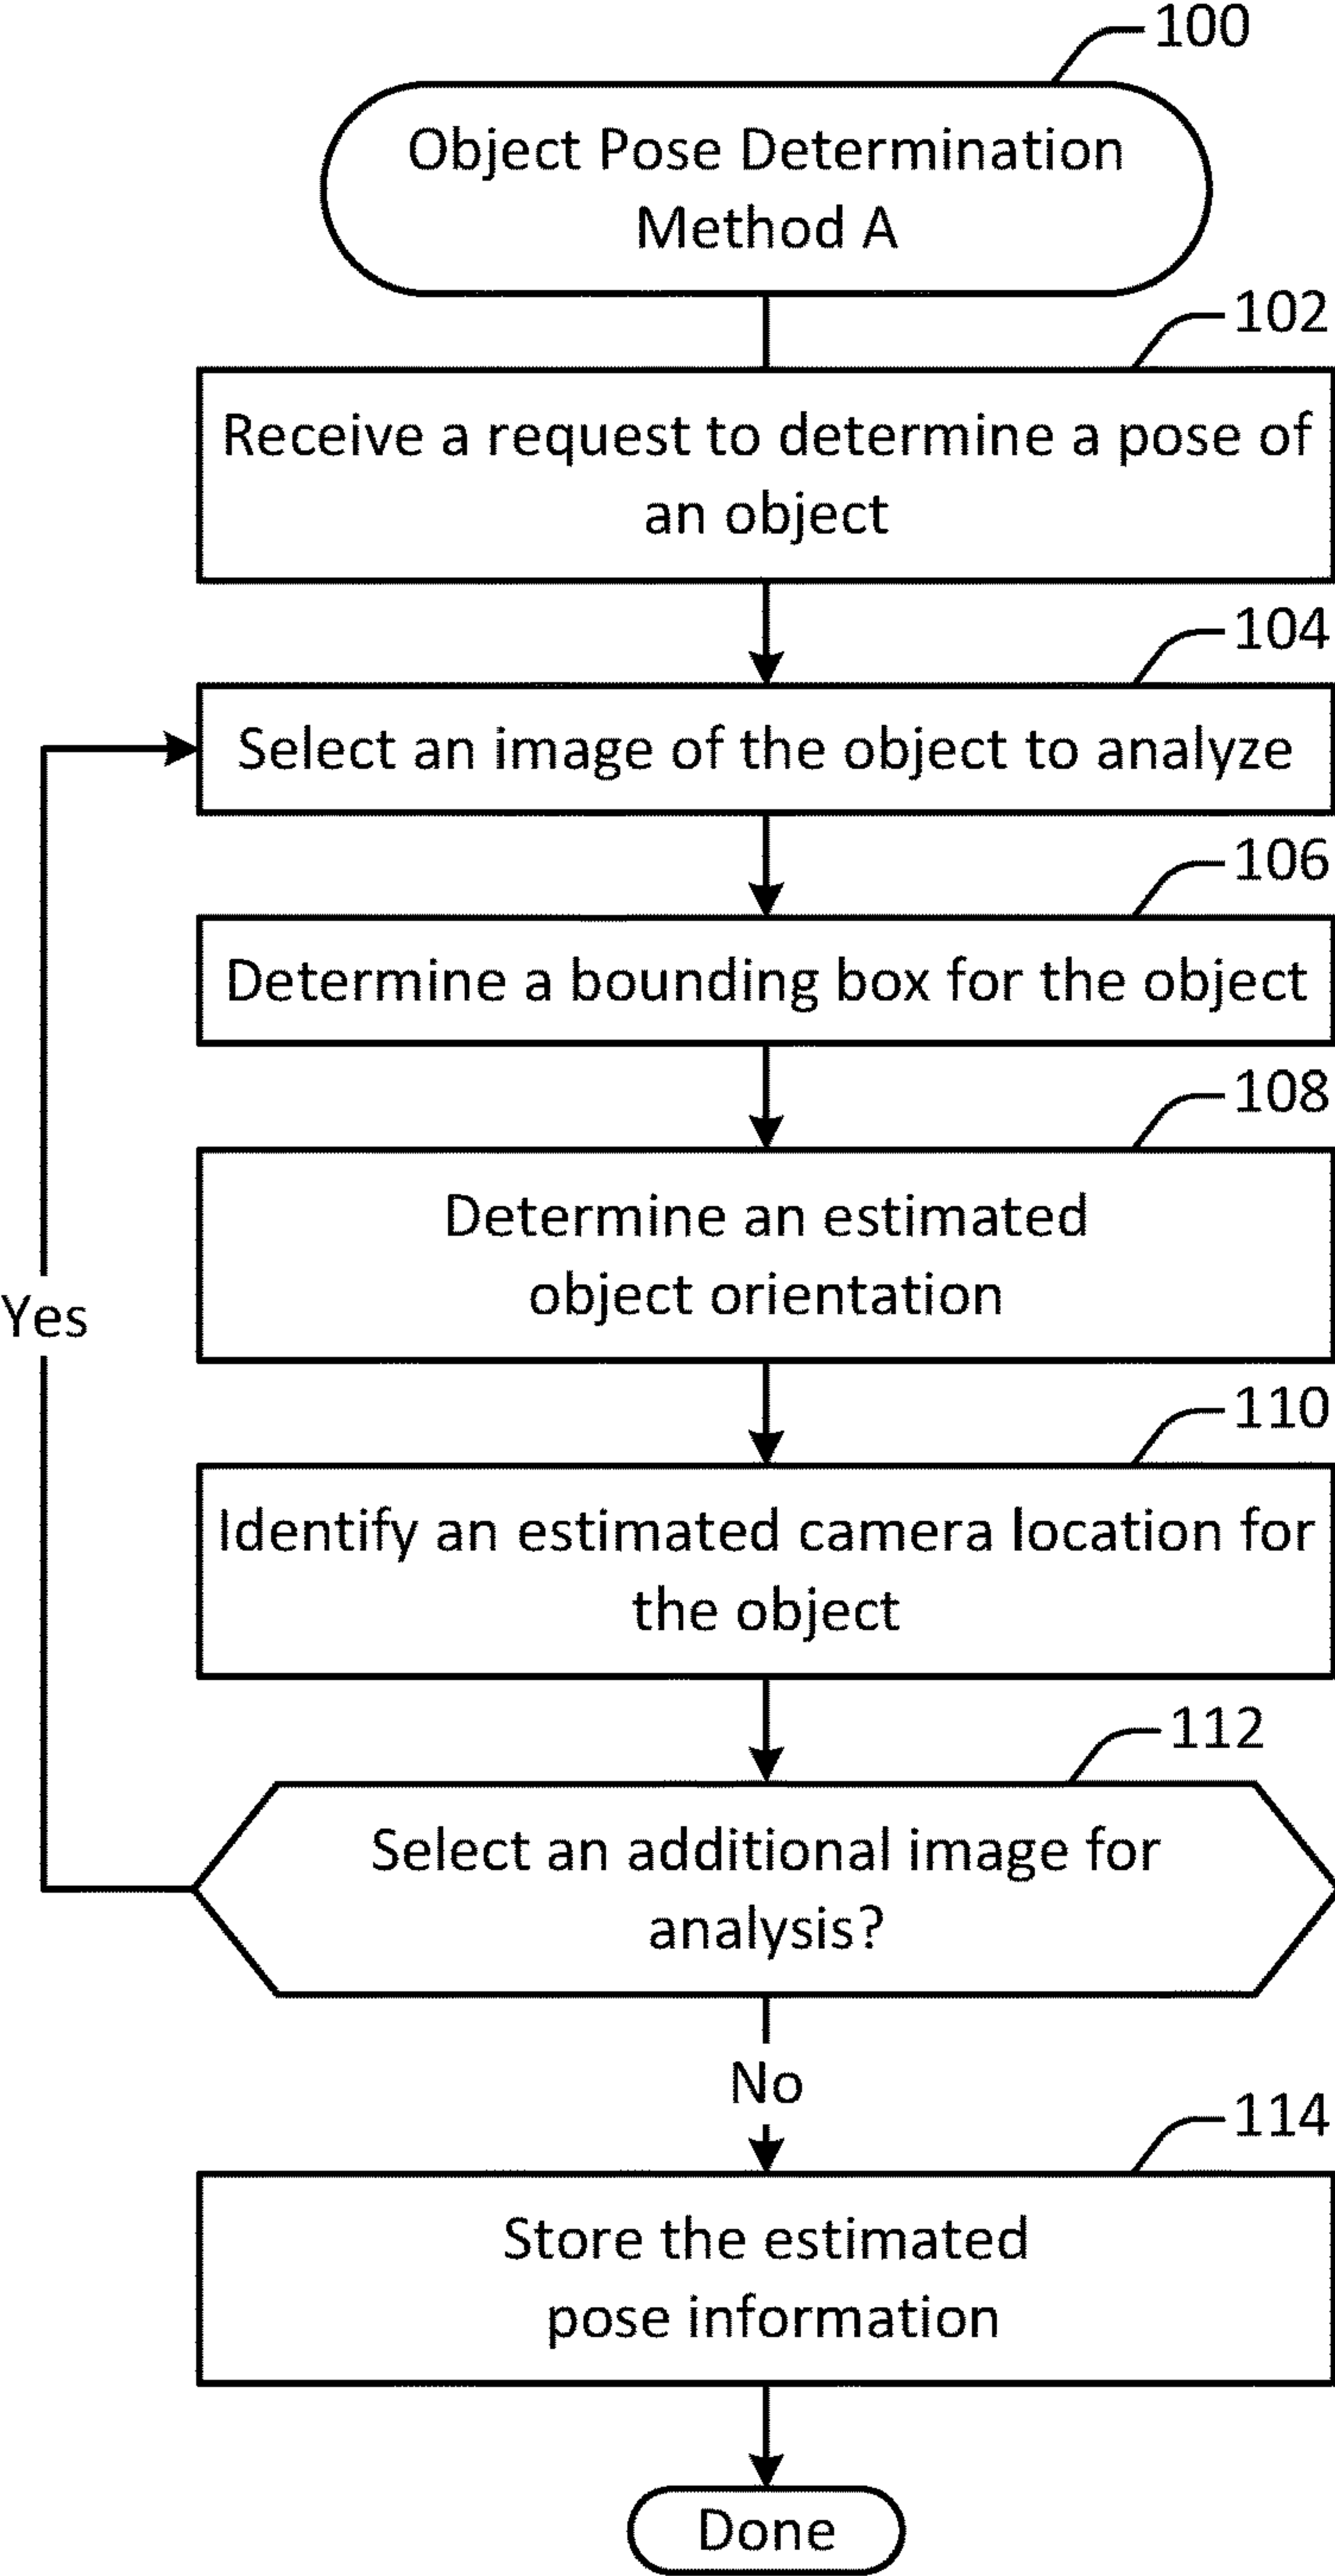 100
Object Pose Determination
Method A
102
Receive a request to determine a pose of
an object
104
Select an image of the object to analyze
106
Determine a bounding box for the object
108
Determine an estimated
object orientation
Yes
110
Identify an estimated camera location for
the object
112
Select an additional image for
analysis?
No
114
Store the estimated
pose information
Done